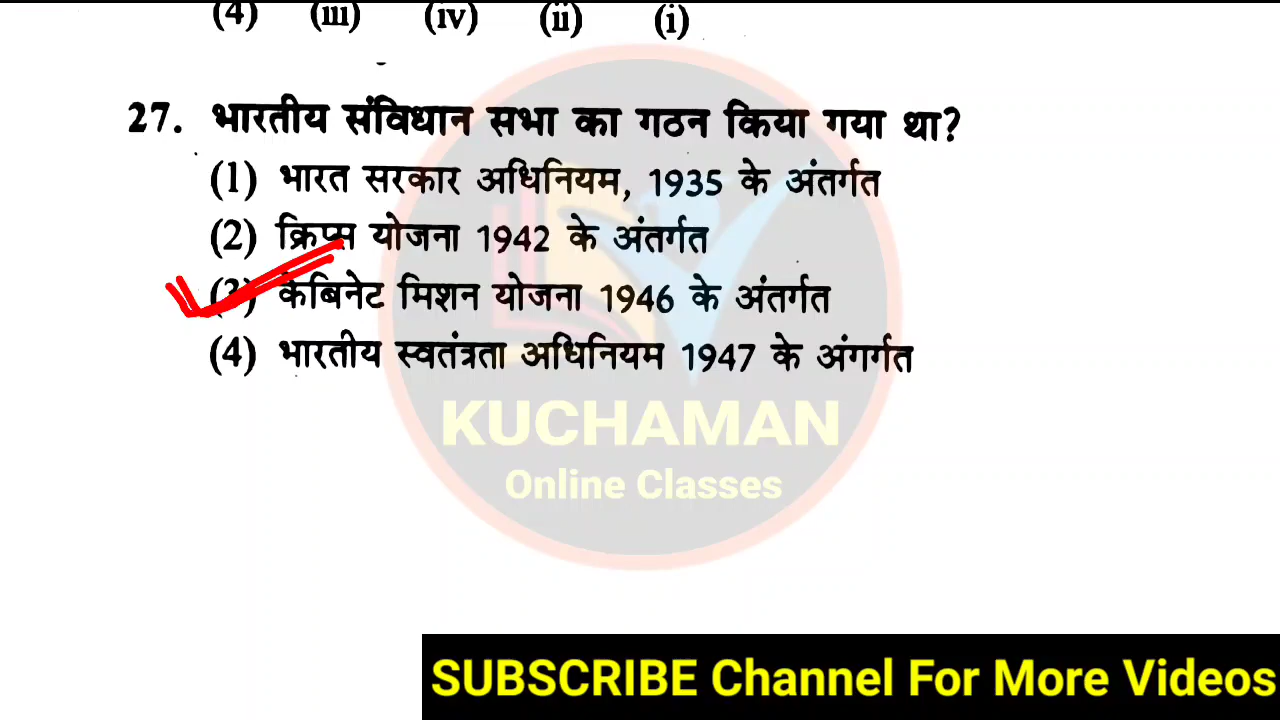 (4) (iii) (iv) (ii) (i)
27. भारतीय संविधान सभा का गठन किया गया था?
(1) भारत सरकार अधिनियम, 1935 के अंतर्गत
(2) क्रिप्स योजना 1942 के अंतर्गत
(3) केबिनेट मिशन योजना 1946 के अंतर्गत
(4) भारतीय स्वतंत्रता अधिनियम 1947 के अंगर्गत
KUCHAMAN
Online Classes
SUBSCRIBE Channel For More Videos